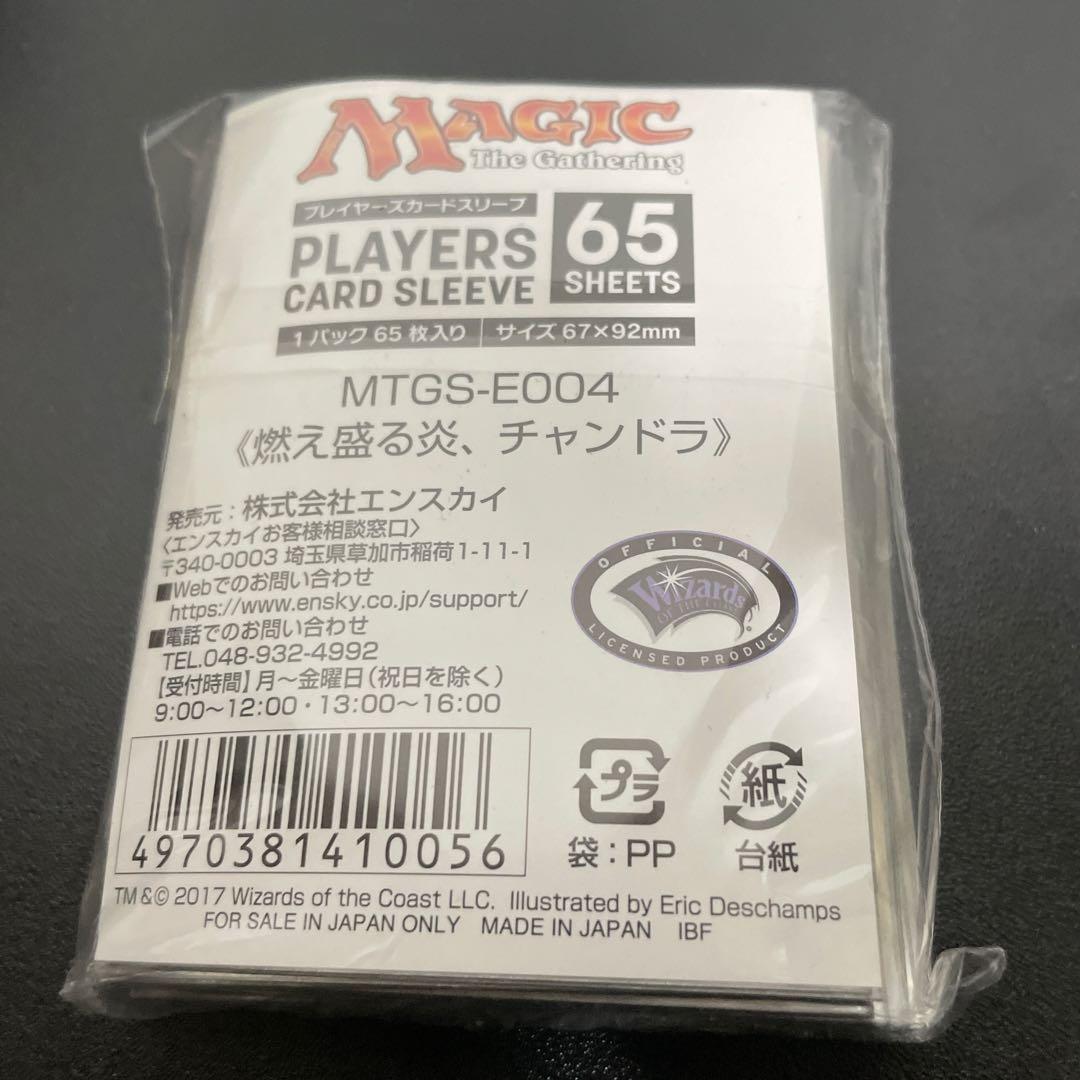 MAGIC
The Gathering
プレイヤーズカードスリーブ
PLAYERS
CARD SLEEVE
65
SHEETS
1パック 65 枚入り | サイズ 67×92mm
MTGS-E004
《燃え盛る炎、チャンドラ》
発売元：株式会社エンスカイ
〈エンスカイお客様相談窓口〉
〒340-0003 埼玉県草加市稲荷1-11-1
■Webでのお問い合わせ
https://www.ensky.co.jp/support/
■電話でのお問い合わせ
TEL.048-932-4992
【受付時間】月～金曜日(祝日を除く)
9:00～12:00・13:00～16:00
OFFICIAL
Wizards
OF THE COAST
LICENSED PRODUCT
4970381410056
プラ
袋：PP
紙
台紙
TM & © 2017 Wizards of the Coast LLC. Illustrated by Eric Deschamps
FOR SALE IN JAPAN ONLY MADE IN JAPAN IBF